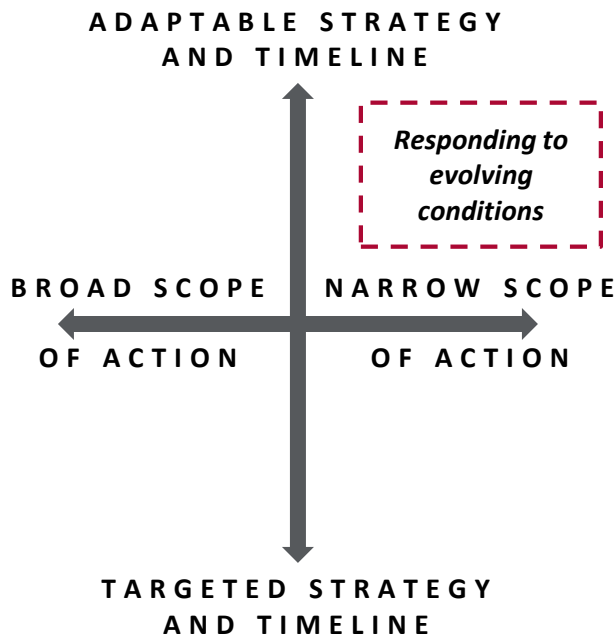 ADAPTABLE STRATEGY
AND TIMELINE
Responding to
evolving
conditions
BROAD SCOPE
OF ACTION
NARROW SCOPE
OF ACTION
TARGETED STRATEGY
AND TIMELINE